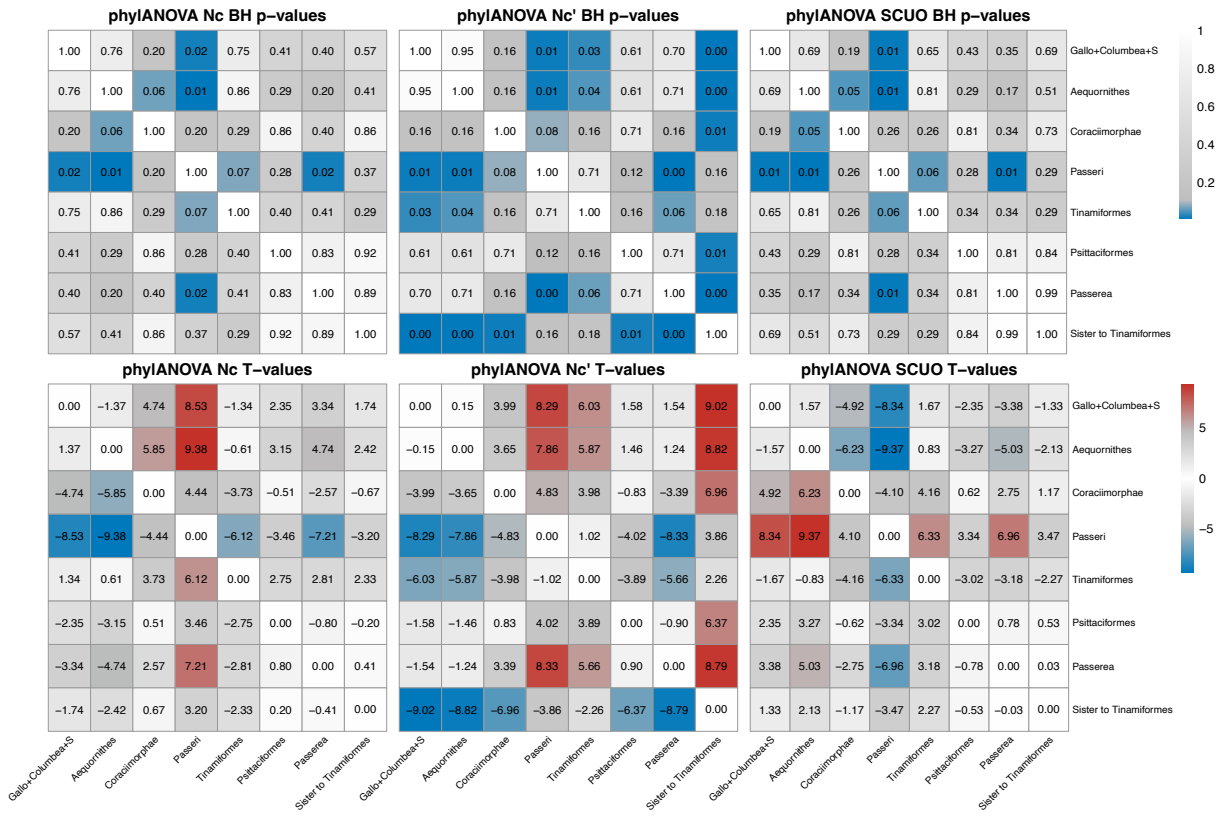 phylANOVA Nc BH p−values phylANOVA Nc' BH p−values phylANOVA SCUO BH p−values
1.00 0.76 0.20 0.02 0.75 0.41 0.40 0.57 1.00 0.95 0.16 0.01 0.03 0.61 0.70 0.00 1.00 0.69 0.19 0.01 0.65 0.43 0.35 0.69 Gallo+Columbea+S
0.76 1.00 0.06 0.01 0.86 0.29 0.20 0.41 0.95 1.00 0.16 0.01 0.04 0.61 0.71 0.00 0.69 1.00 0.05 0.01 0.81 0.29 0.17 0.51 Aequornithes
0.20 0.06 1.00 0.20 0.29 0.86 0.40 0.86 0.16 0.16 1.00 0.08 0.16 0.71 0.16 0.01 0.19 0.05 1.00 0.26 0.26 0.81 0.34 0.73 Coraciimorphae
0.02 0.01 0.20 1.00 0.07 0.28 0.02 0.37 0.01 0.01 0.08 1.00 0.71 0.12 0.00 0.16 0.01 0.01 0.26 1.00 0.06 0.28 0.01 0.29 Passeri
0.75 0.86 0.29 0.07 1.00 0.40 0.41 0.29 0.03 0.04 0.16 0.71 1.00 0.16 0.06 0.18 0.65 0.81 0.26 0.06 1.00 0.34 0.34 0.29 Tinamiformes
0.41 0.29 0.86 0.28 0.40 1.00 0.83 0.92 0.61 0.61 0.71 0.12 0.16 1.00 0.71 0.01 0.43 0.29 0.81 0.28 0.34 1.00 0.81 0.84 Psittaciformes
0.40 0.20 0.40 0.02 0.41 0.83 1.00 0.89 0.70 0.71 0.16 0.00 0.06 0.71 1.00 0.00 0.35 0.17 0.34 0.01 0.34 0.81 1.00 0.99 Passerea
0.57 0.41 0.86 0.37 0.29 0.92 0.89 1.00 0.00 0.00 0.01 0.16 0.18 0.01 0.00 1.00 0.69 0.51 0.73 0.29 0.29 0.84 0.99 1.00 Sister to Tinamiformes
1
0.8
0.6
0.4
0.2
phylANOVA Nc T−values phylANOVA Nc' T−values phylANOVA SCUO T−values
0.00 −1.37 4.74 8.53 −1.34 2.35 3.34 1.74 0.00 0.15 3.99 8.29 6.03 1.58 1.54 9.02 0.00 1.57 −4.92 −8.34 1.67 −2.35 −3.38 −1.33 Gallo+Columbea+S
1.37 0.00 5.85 9.38 −0.61 3.15 4.74 2.42 −0.15 0.00 3.65 7.86 5.87 1.46 1.24 8.82 −1.57 0.00 −6.23 −9.37 0.83 −3.27 −5.03 −2.13 Aequornithes
−4.74 −5.85 0.00 4.44 −3.73 −0.51 −2.57 −0.67 −3.99 −3.65 0.00 4.83 3.98 −0.83 −3.39 6.96 4.92 6.23 0.00 −4.10 4.16 0.62 2.75 1.17 Coraciimorphae
−8.53 −9.38 −4.44 0.00 −6.12 −3.46 −7.21 −3.20 −8.29 −7.86 −4.83 0.00 1.02 −4.02 −8.33 3.86 8.34 9.37 4.10 0.00 6.33 3.34 6.96 3.47 Passeri
1.34 0.61 3.73 6.12 0.00 2.75 2.81 2.33 −6.03 −5.87 −3.98 −1.02 0.00 −3.89 −5.66 2.26 −1.67 −0.83 −4.16 −6.33 0.00 −3.02 −3.18 −2.27 Tinamiformes
−2.35 −3.15 0.51 3.46 −2.75 0.00 −0.80 −0.20 −1.58 −1.46 0.83 4.02 3.89 0.00 −0.90 6.37 2.35 3.27 −0.62 −3.34 3.02 0.00 0.78 0.53 Psittaciformes
−3.34 −4.74 2.57 7.21 −2.81 0.80 0.00 0.41 −1.54 −1.24 3.39 8.33 5.66 0.90 0.00 8.79 3.38 5.03 −2.75 −6.96 3.18 −0.78 0.00 0.03 Passerea
−1.74 −2.42 0.67 3.20 −2.33 0.20 −0.41 0.00 −9.02 −8.82 −6.96 −3.86 −2.26 −6.37 −8.79 0.00 1.33 2.13 −1.17 −3.47 2.27 −0.53 −0.03 0.00 Sister to Tinamiformes
5
0
−5
Gallo+Columbea+S Aequornithes Coraciimorphae Passeri Tinamiformes Psittaciformes Passerea Sister to Tinamiformes Gallo+Columbea+S Aequornithes Coraciimorphae Passeri Tinamiformes Psittaciformes Passerea Sister to Tinamiformes Gallo+Columbea+S Aequornithes Coraciimorphae Passeri Tinamiformes Psittaciformes Passerea Sister to Tinamiformes